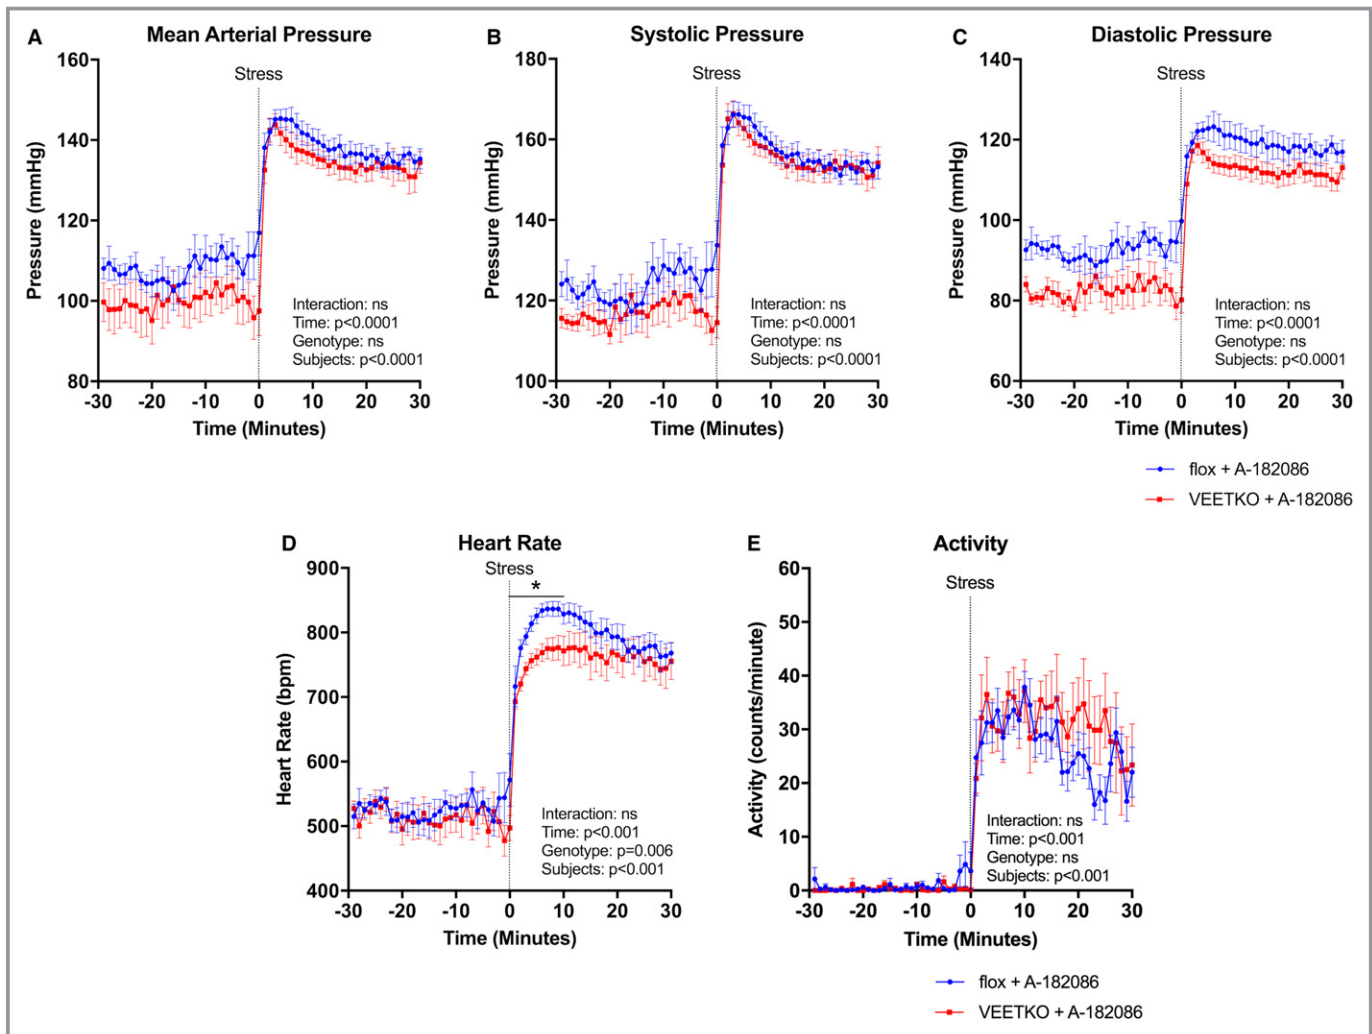 A Mean Arterial Pressure
Stress
Pressure (mmHg)
160
140
120
100
80
Interaction: ns
Time: p<0.0001
Genotype: ns
Subjects: p<0.0001
-30 -20 -10 0 10 20 30
Time (Minutes)
B Systolic Pressure
Stress
Pressure (mmHg)
180
160
140
120
100
Interaction: ns
Time: p<0.0001
Genotype: ns
Subjects: p<0.0001
-30 -20 -10 0 10 20 30
Time (Minutes)
C Diastolic Pressure
Stress
Pressure (mmHg)
140
120
100
80
60
Interaction: ns
Time: p<0.0001
Genotype: ns
Subjects: p<0.0001
-30 -20 -10 0 10 20 30
Time (Minutes)
flox + A-182086
VEETKO + A-182086
D Heart Rate
Stress
*
Heart Rate (bpm)
900
800
700
600
500
400
Interaction: ns
Time: p<0.001
Genotype: p=0.006
Subjects: p<0.001
-30 -20 -10 0 10 20 30
Time (Minutes)
E Activity
Stress
Activity (counts/minute)
60
50
40
30
20
10
0
Interaction: ns
Time: p<0.001
Genotype: ns
Subjects: p<0.001
-30 -20 -10 0 10 20 30
Time (Minutes)
flox + A-182086
VEETKO + A-182086